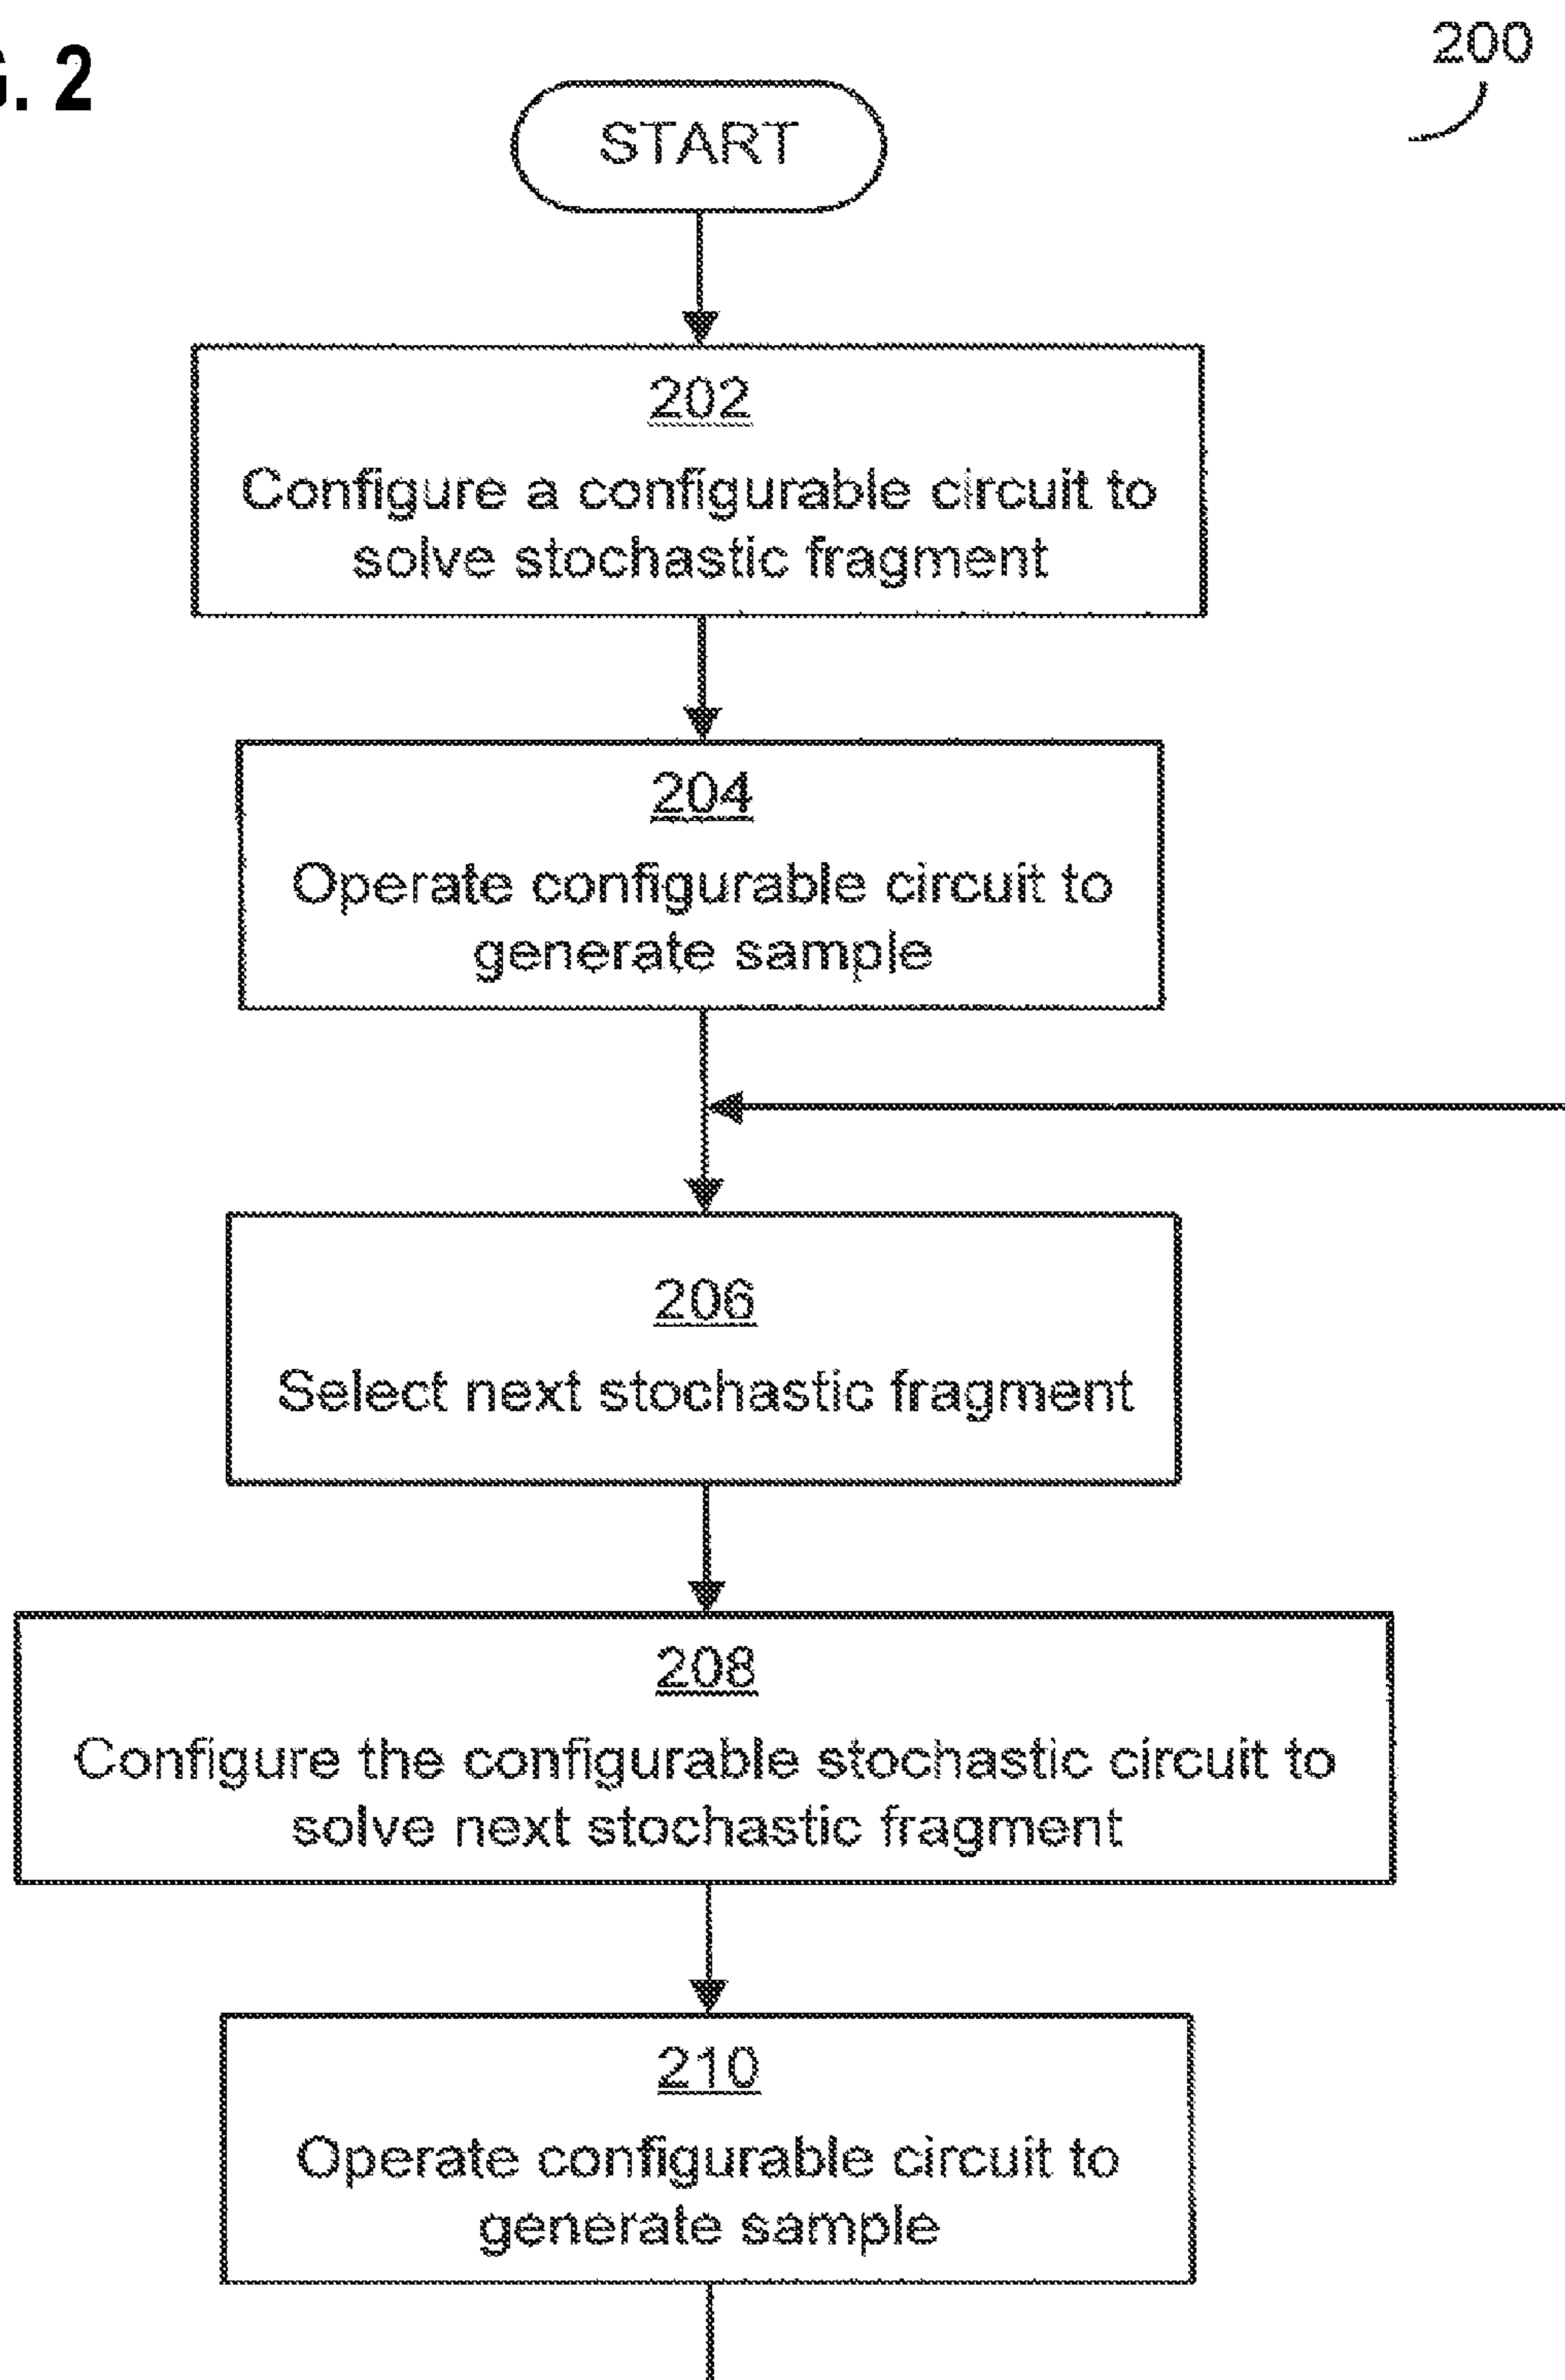 G. 2
200
START
202
Configure a configurable circuit to
solve stochastic fragment
204
Operate configurable circuit to
generate sample
206
Select next stochastic fragment
208
Configure the configurable stochastic circuit to
solve next stochastic fragment
210
Operate configurable circuit to
generate sample